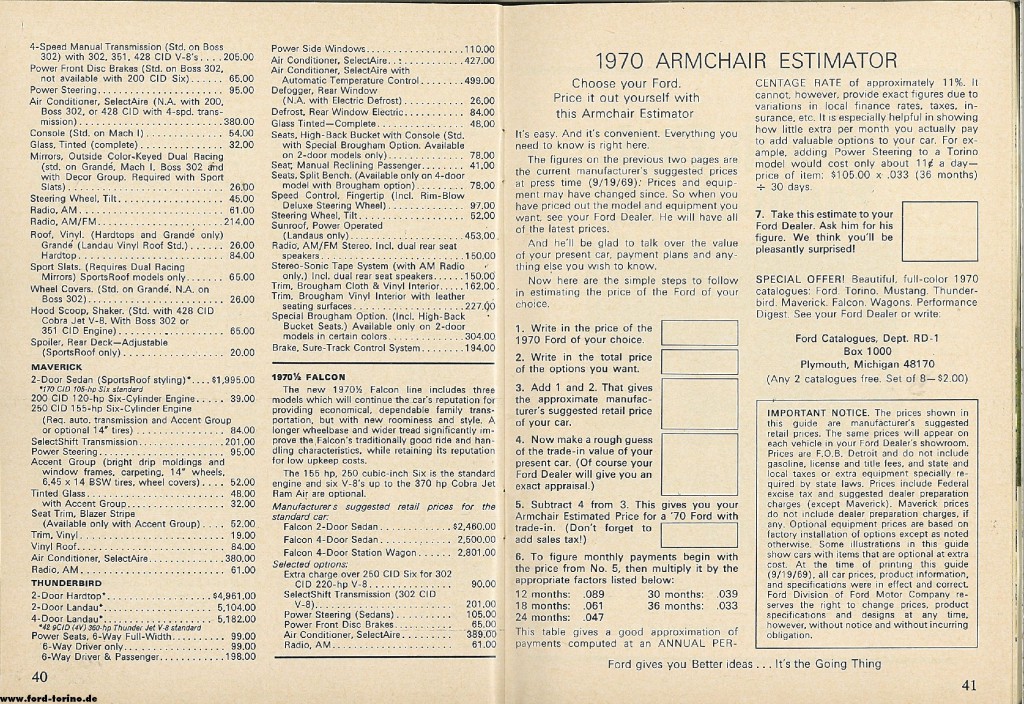 4-Speed Manual Transmission (Std. on Boss
302) with 302, 351, 428 CID V-8's . . . . 205.00
Power Front Disc Brakes (Std. on Boss 302,
not available with 200 CID Six) . . . . . . 65.00
Power Steering . . . . . . . . . . . . . . . . . . . . . . . . 95.00
Air Conditioner, SelectAire (N.A. with 200,
Boss 302, or 428 CID with 4-spd. trans-
mission) . . . . . . . . . . . . . . . . . . . . . . . . . . . 380.00
Console (Std. on Mach I) . . . . . . . . . . . . . . . 54.00
Glass, Tinted (complete) . . . . . . . . . . . . . . . 32.00
Mirrors, Outside Color-Keyed Dual Racing
(std. on Grandé, Mach I, Boss 302 and
with Decor Group. Required with Sport
Slats) . . . . . . . . . . . . . . . . . . . . . . . . . . . . . . 26.00
Steering Wheel, Tilt . . . . . . . . . . . . . . . . . . . . 45.00
Radio, AM . . . . . . . . . . . . . . . . . . . . . . . . . . . . . 61.00
Radio, AM/FM . . . . . . . . . . . . . . . . . . . . . . . . . 214.00
Roof, Vinyl. (Hardtops and Grandé only)
Grandé (Landau Vinyl Roof Std.) . . . . . . 26.00
Hardtop . . . . . . . . . . . . . . . . . . . . . . . . . . . . . 84.00
Sport Slats. (Requires Dual Racing
Mirrors) SportsRoof models only . . . . . 65.00
Wheel Covers. (Std. on Grandé, N.A. on
Boss 302) . . . . . . . . . . . . . . . . . . . . . . . . . . . 26.00
Hood Scoop, Shaker. (Std. with 428 CID
Cobra Jet V-8. With Boss 302 or
351 CID Engine) . . . . . . . . . . . . . . . . . . . . . 65.00
Spoiler, Rear Deck—Adjustable
(SportsRoof only) . . . . . . . . . . . . . . . . . . . . 20.00
MAVERICK
2-Door Sedan (SportsRoof styling)* . . . . $1,995.00
*170 CID 105-hp Six standard
200 CID 120-hp Six-Cylinder Engine . . . . . 39.00
250 CID 155-hp Six-Cylinder Engine
(Req. auto. transmission and Accent Group
or optional 14" tires) . . . . . . . . . . . . . . . . . 84.00
SelectShift Transmission . . . . . . . . . . . . . . . 201.00
Power Steering . . . . . . . . . . . . . . . . . . . . . . . . 95.00
Accent Group (bright drip moldings and
window frames, carpeting, 14" wheels,
6.45 x 14 BSW tires, wheel covers) . . . . 52.00
Tinted Glass . . . . . . . . . . . . . . . . . . . . . . . . . . 48.00
with Accent Group . . . . . . . . . . . . . . . . . . . 32.00
Seat Trim, Blazer Stripe
(Available only with Accent Group) . . . . 52.00
Trim, Vinyl . . . . . . . . . . . . . . . . . . . . . . . . . . . . 19.00
Vinyl Roof . . . . . . . . . . . . . . . . . . . . . . . . . . . . 84.00
Air Conditioner, SelectAire . . . . . . . . . . . . . 380.00
Radio, AM . . . . . . . . . . . . . . . . . . . . . . . . . . . . . 61.00
THUNDERBIRD
2-Door Hardtop* . . . . . . . . . . . . . . . . . . . . . . $4,961.00
2-Door Landau* . . . . . . . . . . . . . . . . . . . . . . . 5,104.00
4-Door Landau* . . . . . . . . . . . . . . . . . . . . . . . 5,182.00
*429CID (4V) 360-hp Thunder Jet V-8 standard
Power Seats, 6-Way Full-Width . . . . . . . . . 99.00
6-Way Driver only . . . . . . . . . . . . . . . . . . . . 99.00
6-Way Driver & Passenger . . . . . . . . . . . . . 198.00
40
Power Side Windows . . . . . . . . . . . . . . . . . . . 110.00
Air Conditioner, SelectAire . . . . . . . . . . . . . 427.00
Air Conditioner, SelectAire with
Automatic Temperature Control . . . . . . . . 499.00
Defogger, Rear Window
(N.A. with Electric Defrost) . . . . . . . . . . . 26.00
Defrost, Rear Window Electric . . . . . . . . . . . 84.00
Glass Tinted—Complete . . . . . . . . . . . . . . . . 48.00
Seats, High-Back Bucket with Console (Std.
with Special Brougham Option. Available
on 2-door models only) . . . . . . . . . . . . . . . 78.00
Seat; Manual Reclining Passenger . . . . . . . 41.00
Seats, Split Bench. (Available only on 4-door
model with Brougham option) . . . . . . . . . . 78.00
Speed Control, Fingertip (Incl. Rim-Blow
Deluxe Steering Wheel) . . . . . . . . . . . . . . . 97.00
Steering Wheel, Tilt . . . . . . . . . . . . . . . . . . . . 52.00
Sunroof, Power Operated
(Landaus only) . . . . . . . . . . . . . . . . . . . . . . . 453.00
Radio, AM/FM Stereo. Incl. dual rear seat
speakers . . . . . . . . . . . . . . . . . . . . . . . . . . . . 150.00
Stereo-Sonic Tape System (with AM Radio
only.) Incl. dual rear seat speakers . . . . 150.00
Trim, Brougham Cloth & Vinyl Interior . . . . 162.00
Trim, Brougham Vinyl Interior with leather
seating surfaces . . . . . . . . . . . . . . . . . . . . . 227.00
Special Brougham Option. (Incl. High-Back
Bucket Seats.) Available only on 2-door
models in certain colors . . . . . . . . . . . . . . 304.00
Brake, Sure-Track Control System . . . . . . . 194.00
1970½ FALCON
The new 1970½ Falcon line includes three
models which will continue the car's reputation for
providing economical, dependable family trans-
portation, but with new roominess and style. A
longer wheelbase and wider tread significantly im-
prove the Falcon's traditionally good ride and han-
dling characteristics, while retaining its reputation
for low upkeep costs.
The 155 hp, 250 cubic-inch Six is the standard
engine and six V-8's up to the 370 hp Cobra Jet
Ram Air are optional.
Manufacturer's suggested retail prices for the
standard car:
Falcon 2-Door Sedan . . . . . . . . . . . . . . . . $2,460.00
Falcon 4-Door Sedan . . . . . . . . . . . . . . . . 2,500.00
Falcon 4-Door Station Wagon . . . . . . . . 2,801.00
Selected options:
Extra charge over 250 CID Six for 302
CID 220-hp V-8 . . . . . . . . . . . . . . . . . . . 90.00
SelectShift Transmission (302 CID
V-8) . . . . . . . . . . . . . . . . . . . . . . . . . . . . . 201.00
Power Steering (Sedans) . . . . . . . . . . . . . 105.00
Power Front Disc Brakes . . . . . . . . . . . . . 65.00
Air Conditioner, SelectAire . . . . . . . . . . . 389.00
Radio, AM . . . . . . . . . . . . . . . . . . . . . . . . . . . 61.00
1970 ARMCHAIR ESTIMATOR
Choose your Ford.
Price it out yourself with
this Armchair Estimator
It's easy. And it's convenient. Everything you
need to know is right here.
The figures on the previous two pages are
the current manufacturer's suggested prices
at press time (9/19/69). Prices and equip-
ment may have changed since. So when you
have priced out the model and equipment you
want, see your Ford Dealer. He will have all
of the latest prices.
And he'll be glad to talk over the value
of your present car, payment plans and any-
thing else you wish to know.
Now here are the simple steps to follow
in estimating the price of the Ford of your
choice.
1. Write in the price of the
1970 Ford of your choice.
2. Write in the total price
of the options you want.
3. Add 1 and 2. That gives
the approximate manufac-
turer's suggested retail price
of your car.
4. Now make a rough guess
of the trade-in value of your
present car. (Of course your
Ford Dealer will give you an
exact appraisal.)
5. Subtract 4 from 3. This gives you your
Armchair Estimated Price for a '70 Ford with
trade-in. (Don't forget to
add sales tax!)
6. To figure monthly payments begin with
the price from No. 5, then multiply it by the
appropriate factors listed below:
12 months: .089 30 months: .039
18 months: .061 36 months: .033
24 months: .047
This table gives a good approximation of
payments computed at an ANNUAL PER-
CENTAGE RATE of approximately 11%. It
cannot, however, provide exact figures due to
variations in local finance rates, taxes, in-
surance, etc. It is especially helpful in showing
how little extra per month you actually pay
to add valuable options to your car. For ex-
ample, adding Power Steering to a Torino
model would cost only about 11¢ a day—
price of item: $105.00 x .033 (36 months)
÷ 30 days.
7. Take this estimate to your
Ford Dealer. Ask him for his
figure. We think you'll be
pleasantly surprised!
SPECIAL OFFER! Beautiful, full-color 1970
catalogues: Ford. Torino. Mustang. Thunder-
bird. Maverick. Falcon. Wagons. Performance
Digest. See your Ford Dealer or write:
Ford Catalogues, Dept. RD-1
Box 1000
Plymouth, Michigan 48170
(Any 2 catalogues free. Set of 8—$2.00)
IMPORTANT NOTICE. The prices shown in
this guide are manufacturer's suggested
retail prices. The same prices will appear on
each vehicle in your Ford Dealer's showroom.
Prices are F.O.B. Detroit and do not include
gasoline, license and title fees, and state and
local taxes or extra equipment specially re-
quired by state laws. Prices include Federal
excise tax and suggested dealer preparation
charges (except Maverick). Maverick prices
do not include dealer preparation charges, if
any. Optional equipment prices are based on
factory installation of options except as noted
otherwise. Some illustrations in this guide
show cars with items that are optional at extra
cost. At the time of printing this guide
(9/19/69), all car prices, product information,
and specifications were in effect and correct.
Ford Division of Ford Motor Company re-
serves the right to change prices, product
specifications and designs at any time,
however, without notice and without incurring
obligation.
Ford gives you Better ideas . . . It's the Going Thing
41
www.ford-torino.de